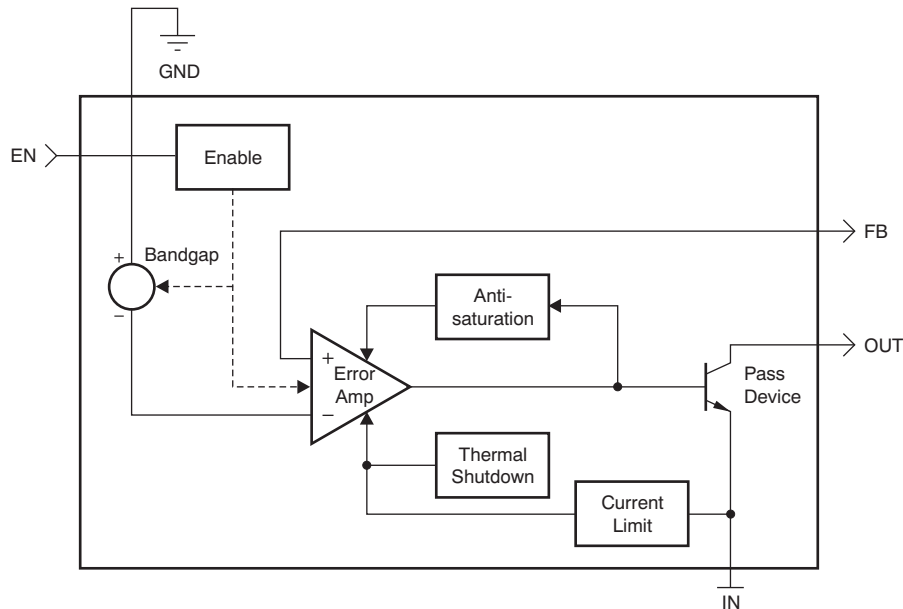 GND
EN
Enable
FB
+
Bandgap
−
Anti-
saturation
OUT
+
Error
Amp
−
Pass
Device
Thermal
Shutdown
Current
Limit
IN